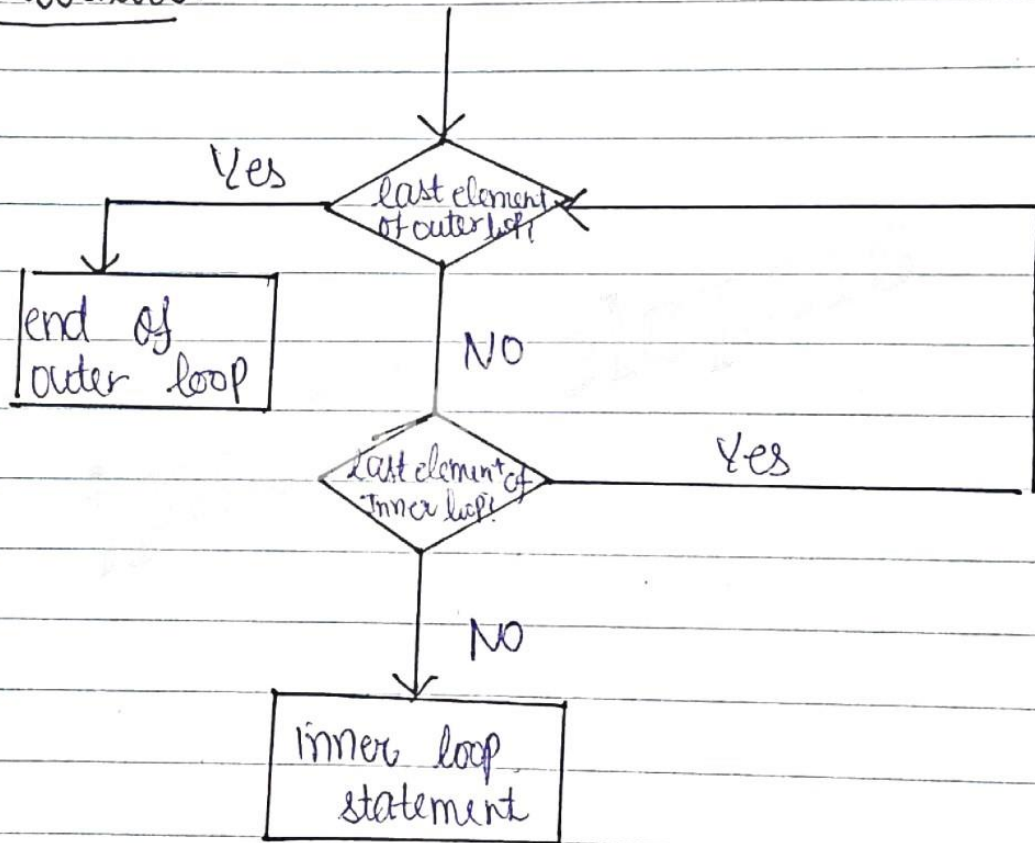 Yes
last element
of outer loop?
end of
outer loop
NO
Last element of
Inner loop?
Yes
NO
inner loop
statement